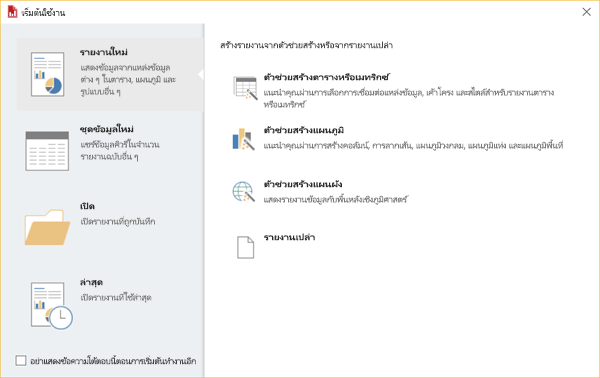 เริ่มต้นใช้งาน
รายงานใหม่
แสดงข้อมูลจากแหล่งข้อมูล
ต่าง ๆ ในตาราง, แผนภูมิ และ
รูปแบบอื่น ๆ
ชุดข้อมูลใหม่
แชร์ข้อมูลคิวรี่ในจำนวน
รายงานฉบับอื่น ๆ
เปิด
เปิดรายงานที่ถูกบันทึก
ล่าสุด
เปิดรายงานที่ใช้ล่าสุด
อย่าแสดงข้อความโต้ตอบนี้ตอนการเริ่มต้นทำงานอีก
สร้างรายงานจากตัวช่วยสร้างหรือจากรายงานเปล่า
ตัวช่วยสร้างตารางหรือเมทริกซ์
แนะนำคุณผ่านการเลือกการเชื่อมต่อแหล่งข้อมูล, เค้าโครง และสไตล์สำหรับรายงานตาราง
หรือเมทริกซ์
ตัวช่วยสร้างแผนภูมิ
แนะนำคุณผ่านการสร้างคอลัมน์, การลากเส้น, แผนภูมิวงกลม, แผนภูมิแท่ง และแผนภูมิพื้นที่
ตัวช่วยสร้างแผนผัง
แสดงรายงานข้อมูลกับพื้นหลังเชิงภูมิศาสตร์
รายงานเปล่า